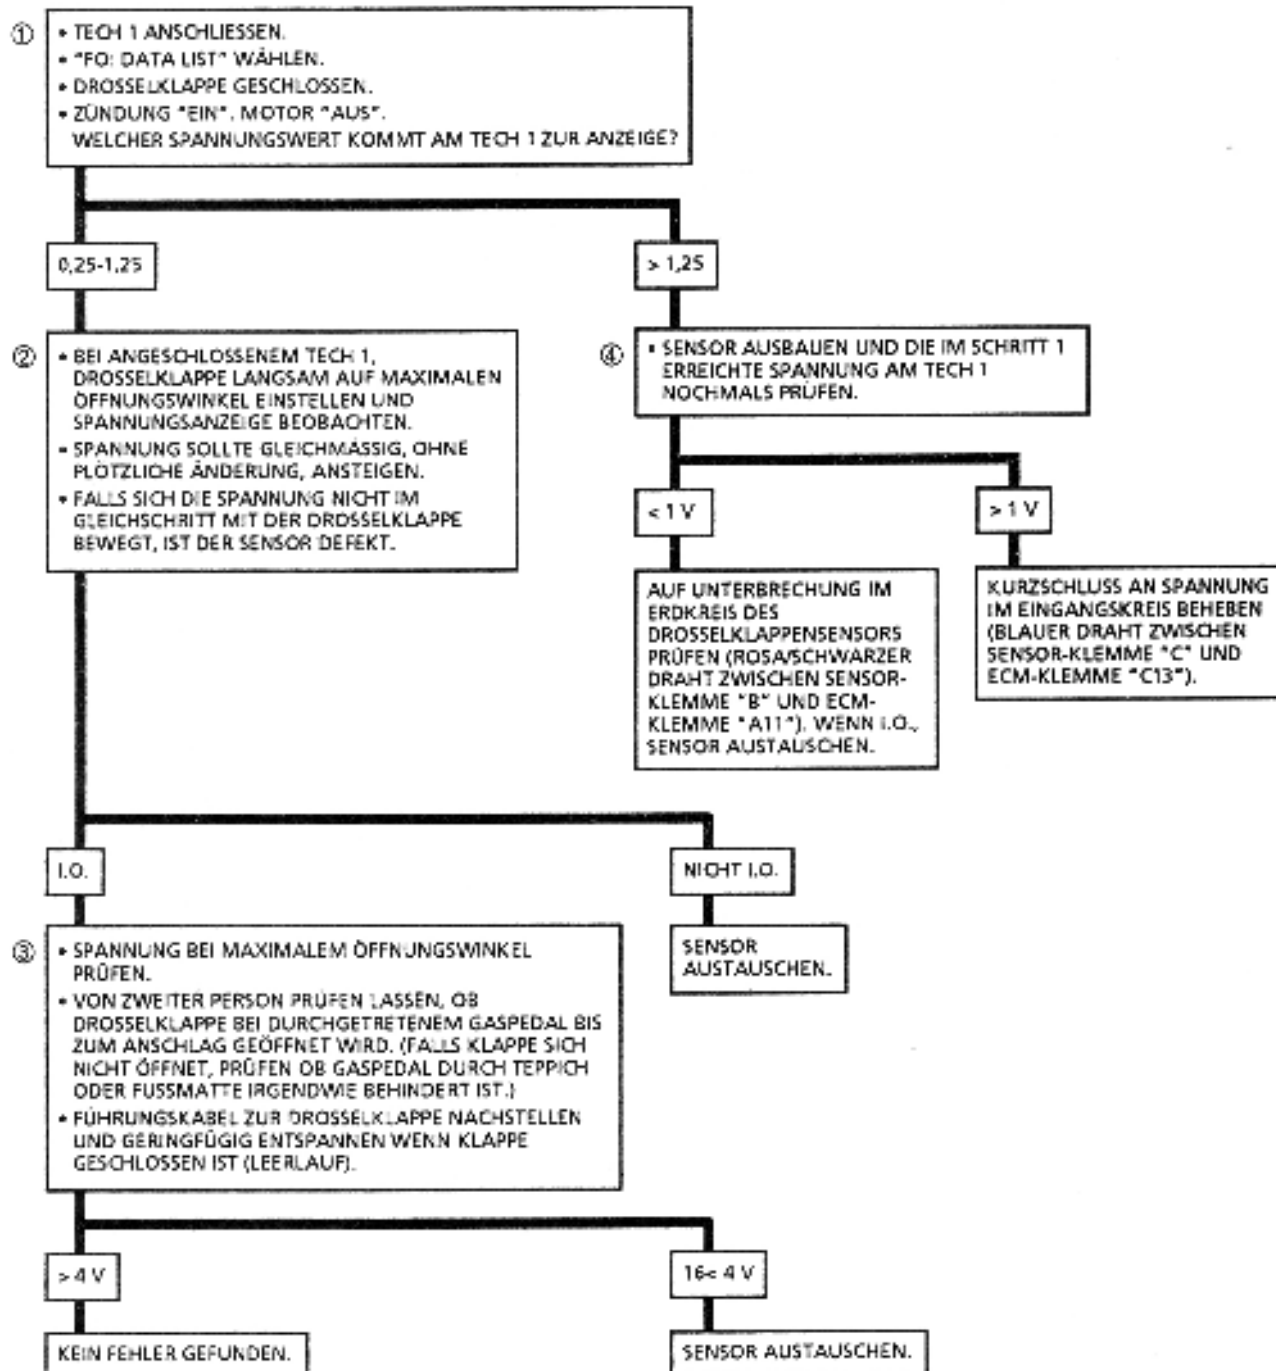 ① • TECH 1 ANSCHLIESSEN.
• "FO: DATA LIST" WÄHLEN.
• DROSSELKLAPPE GESCHLOSSEN.
• ZÜNDUNG "EIN". MOTOR "AUS".
WELCHER SPANNUNGSWERT KOMMT AM TECH 1 ZUR ANZEIGE?
0,25-1,25
> 1,25
② • BEI ANGESCHLOSSENEM TECH 1,
DROSSELKLAPPE LANGSAM AUF MAXIMALEN
ÖFFNUNGSWINKEL EINSTELLEN UND
SPANNUNGSANZEIGE BEOBACHTEN.
• SPANNUNG SOLLTE GLEICHMÄSSIG, OHNE
PLÖTZLICHE ÄNDERUNG, ANSTEIGEN.
• FALLS SICH DIE SPANNUNG NICHT IM
GLEICHSCHRITT MIT DER DROSSELKLAPPE
BEWEGT, IST DER SENSOR DEFEKT.
④ • SENSOR AUSBAUEN UND DIE IM SCHRITT 1
ERREICHTE SPANNUNG AM TECH 1
NOCHMALS PRÜFEN.
< 1 V
> 1 V
AUF UNTERBRECHUNG IM
ERDKREIS DES
DROSSELKLAPPENSENSORS
PRÜFEN (ROSA/SCHWARZER
DRAHT ZWISCHEN SENSOR-
KLEMME "B" UND ECM-
KLEMME "A11"). WENN I.O.,
SENSOR AUSTAUSCHEN.
KURZSCHLUSS AN SPANNUNG
IM EINGANGSKREIS BEHEBEN
(BLAUER DRAHT ZWISCHEN
SENSOR-KLEMME "C" UND
ECM-KLEMME "C13").
I.O.
NICHT I.O.
③ • SPANNUNG BEI MAXIMALEM ÖFFNUNGSWINKEL
PRÜFEN.
• VON ZWEITER PERSON PRÜFEN LASSEN, OB
DROSSELKLAPPE BEI DURCHGETRETENEM GASPEDAL BIS
ZUM ANSCHLAG GEÖFFNET WIRD. (FALLS KLAPPE SICH
NICHT ÖFFNET, PRÜFEN OB GASPEDAL DURCH TEPPICH
ODER FUSSMATTE IRGENDWIE BEHINDERT IST.)
• FÜHRUNGSKABEL ZUR DROSSELKLAPPE NACHSTELLEN
UND GERINGFÜGIG ENTSPANNEN WENN KLAPPE
GESCHLOSSEN IST (LEERLAUF).
SENSOR
AUSTAUSCHEN.
> 4 V
16< 4 V
KEIN FEHLER GEFUNDEN.
SENSOR AUSTAUSCHEN.